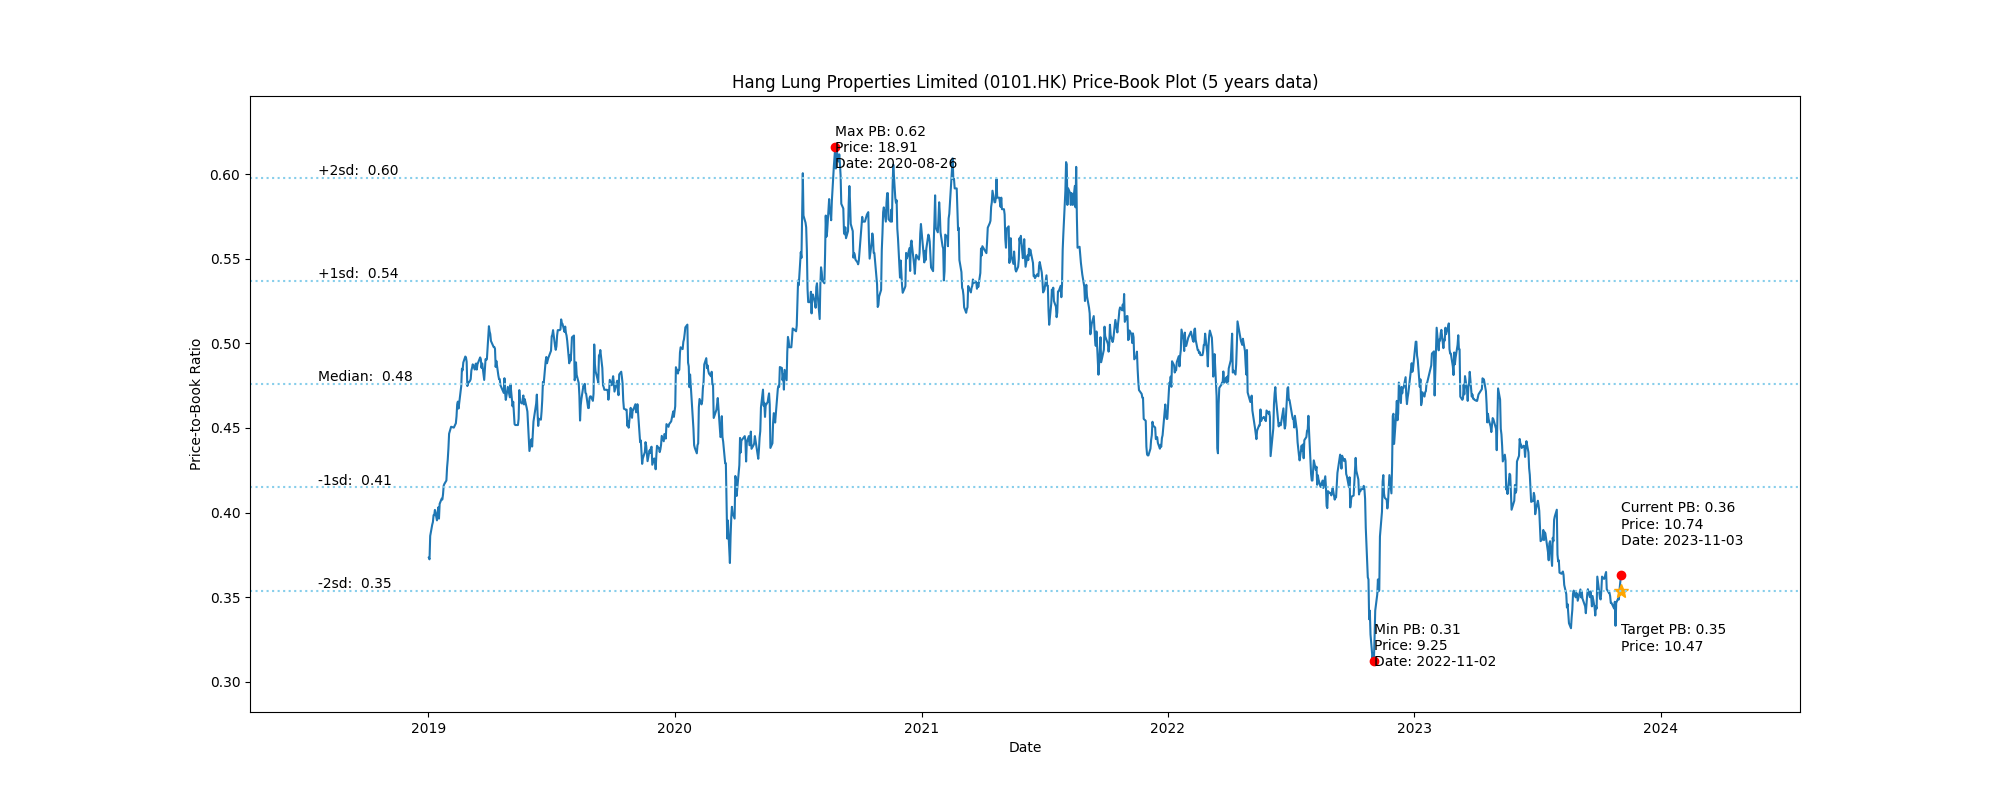 Hang Lung Properties Limited (0101.HK) Price-Book Plot (5 years data)
Max PB: 0.62
Price: 18.91
Date: 2020-08-26
+2sd:  0.60
+1sd:  0.54
Median:  0.48
-1sd:  0.41
-2sd:  0.35
Current PB: 0.36
Price: 10.74
Date: 2023-11-03
Min PB: 0.31
Price: 9.25
Date: 2022-11-02
Target PB: 0.35
Price: 10.47
Price-to-Book Ratio
0.60
0.55
0.50
0.45
0.40
0.35
0.30
2019
2020
2021
2022
2023
2024
Date